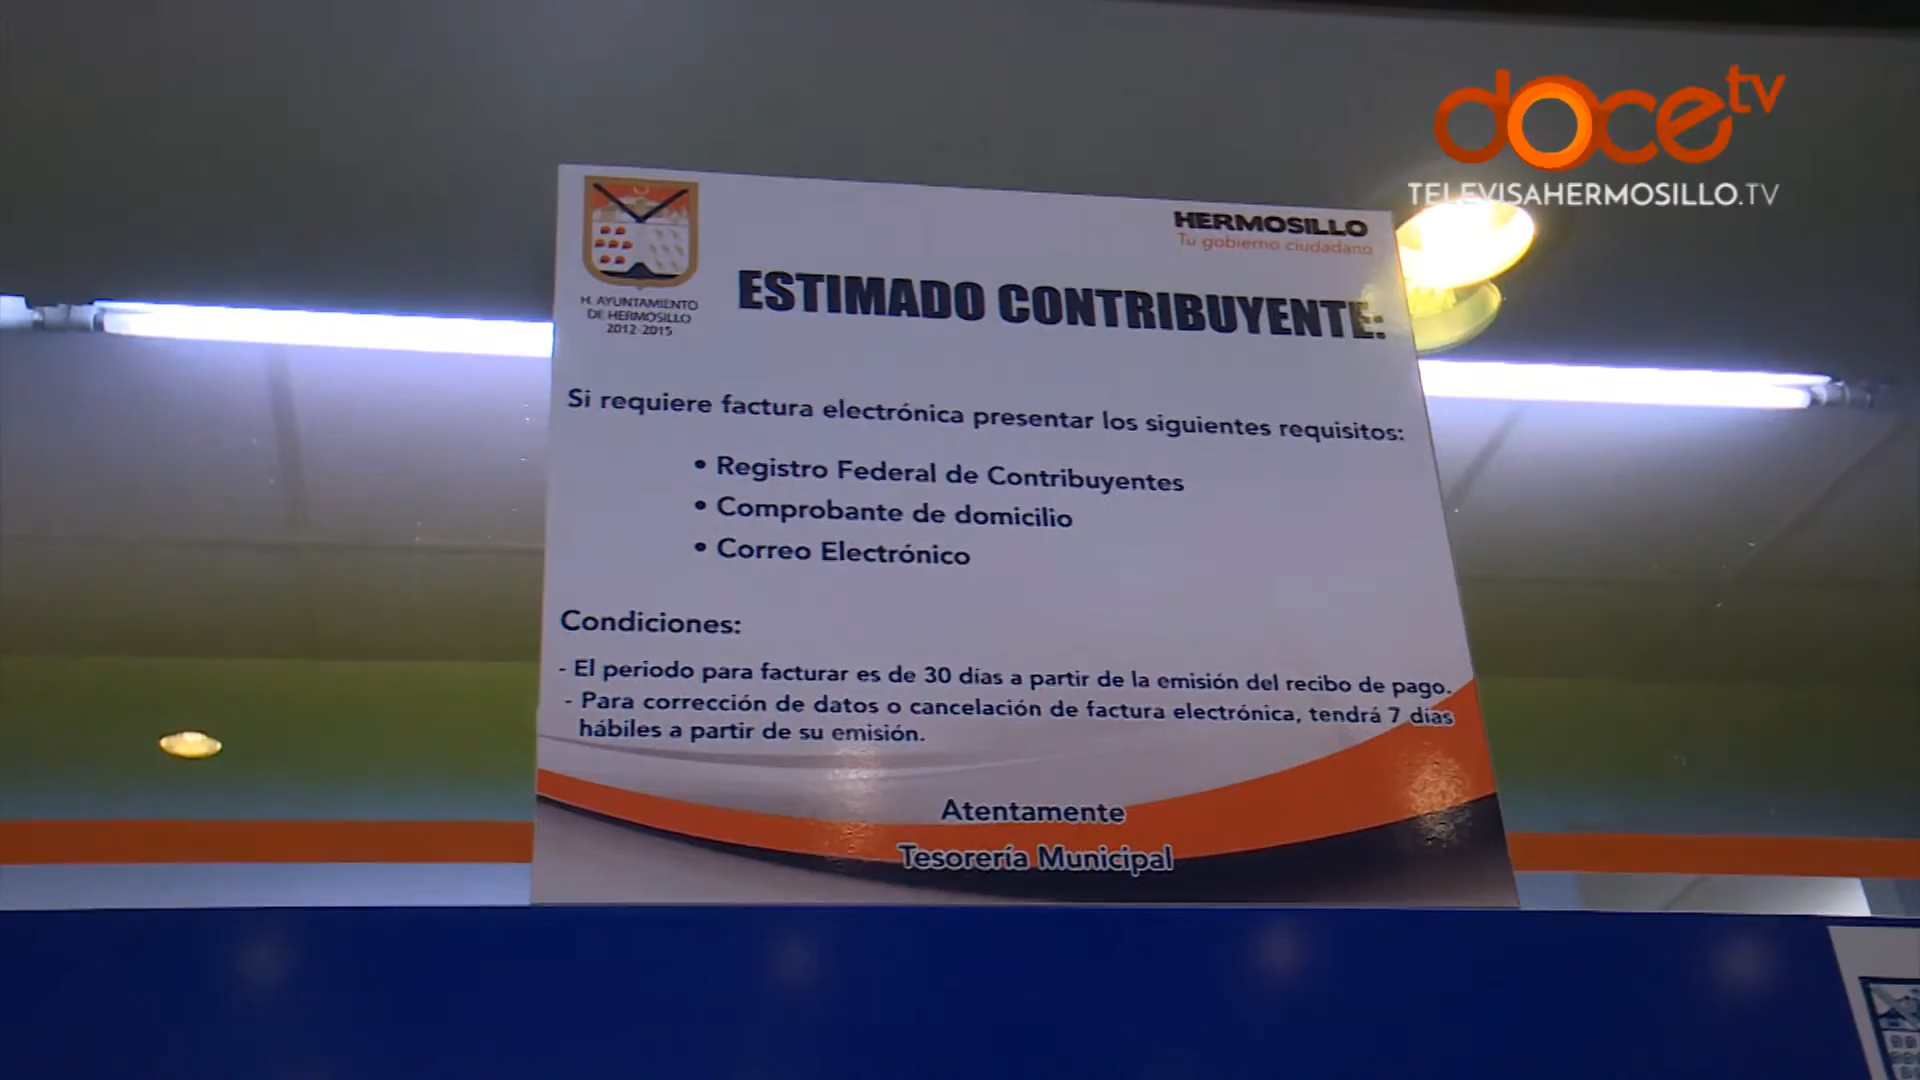 doce tv
TELEVISAHERMOSILLO.TV
H. AYUNTAMIENTO
DE HERMOSILLO
2012-2015
HERMOSILLO
Tu gobierno ciudadano
ESTIMADO CONTRIBUYENTE:
Si requiere factura electrónica presentar los siguientes requisitos:
• Registro Federal de Contribuyentes
• Comprobante de domicilio
• Correo Electrónico
Condiciones:
- El periodo para facturar es de 30 días a partir de la emisión del recibo de pago.
- Para corrección de datos o cancelación de factura electrónica, tendrá 7 días
hábiles a partir de su emisión.
Atentamente
Tesorería Municipal